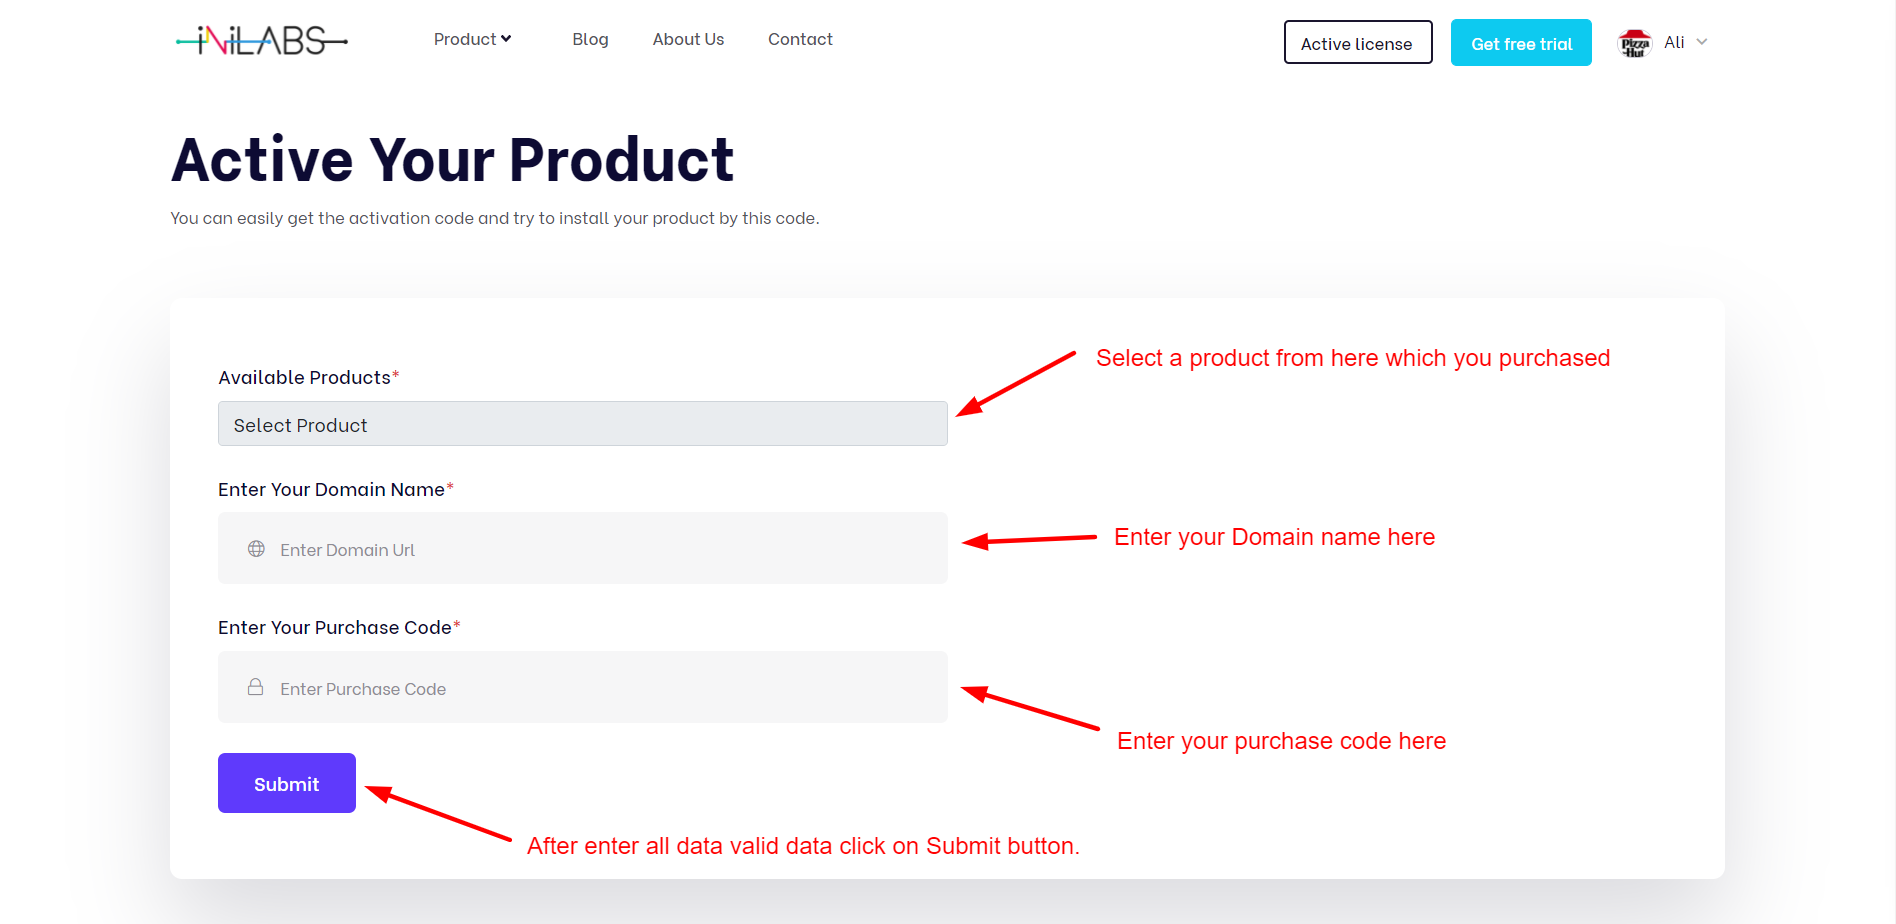 iNiLABS
Product
Blog
About Us
Contact
Active license
Get free trial
Pizza
Hut
Ali
Active Your Product
You can easily get the activation code and try to install your product by this code.
Available Products*
Select Product
Select a product from here which you purchased
Enter Your Domain Name*
Enter Domain Url
Enter your Domain name here
Enter Your Purchase Code*
Enter Purchase Code
Enter your purchase code here
Submit
After enter all data valid data click on Submit button.